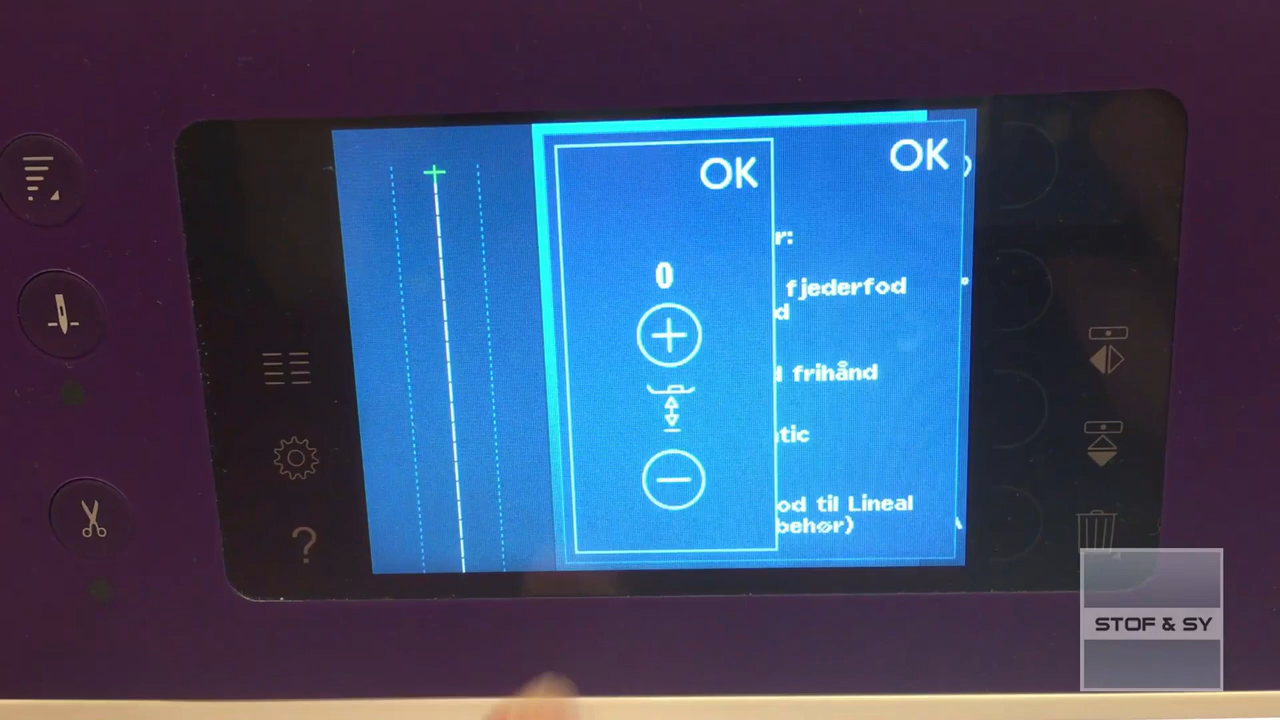 OK
OK
0
r:
fjederfod
d
frihånd
tic
od til Lineal
behør)
?
STOF & SY